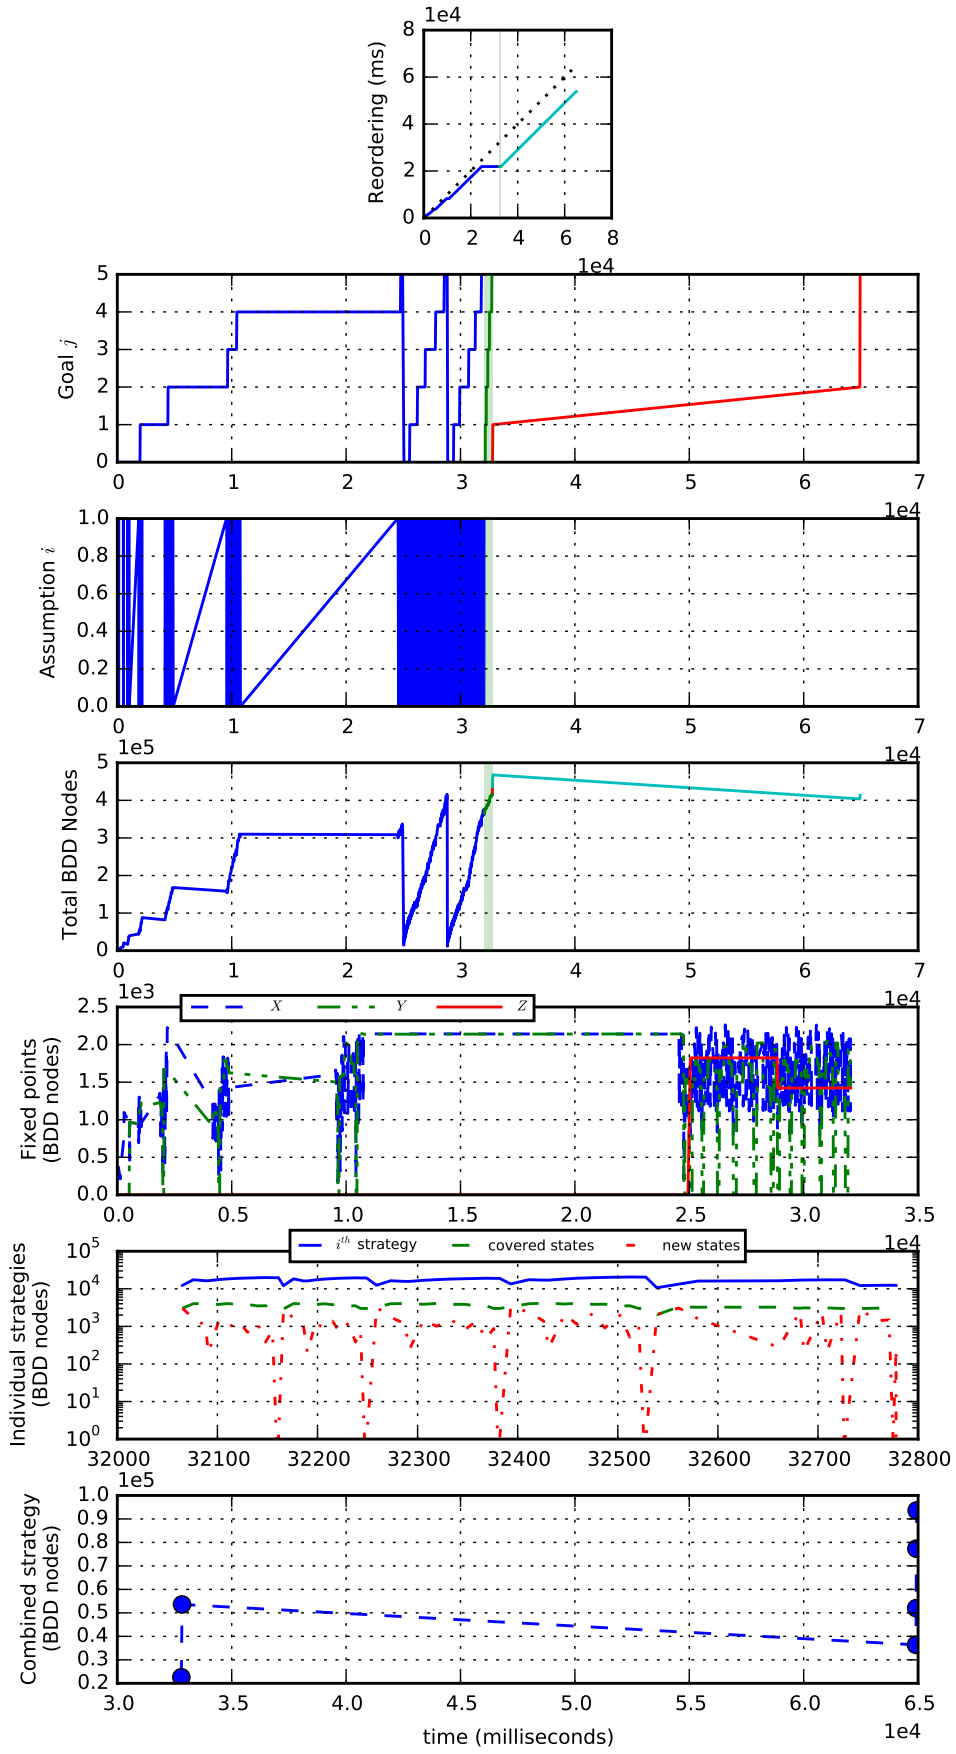 1e4
8
6
4
2
0
Reordering (ms)
0 2 4 6 8
1e4
5
4
3
2
1
0
Goal j
0 1 2 3 4 5 6 7
1e4
1.0
0.8
0.6
0.4
0.2
0.0
Assumption i
0 1 2 3 4 5 6 7
1e4
1e5
5
4
3
2
1
0
Total BDD Nodes
0 1 2 3 4 5 6 7
1e4
1e3
X Y Z
2.5
2.0
1.5
1.0
0.5
0.0
Fixed points
(BDD nodes)
0.0 0.5 1.0 1.5 2.0 2.5 3.0 3.5
1e4
i^th strategy covered states new states
10^5
10^4
10^3
10^2
10^1
10^0
Individual strategies
(BDD nodes)
32000 32100 32200 32300 32400 32500 32600 32700 32800
1e5
1.0
0.9
0.8
0.7
0.6
0.5
0.4
0.3
0.2
Combined strategy
(BDD nodes)
3.0 3.5 4.0 4.5 5.0 5.5 6.0 6.5
1e4
time (milliseconds)